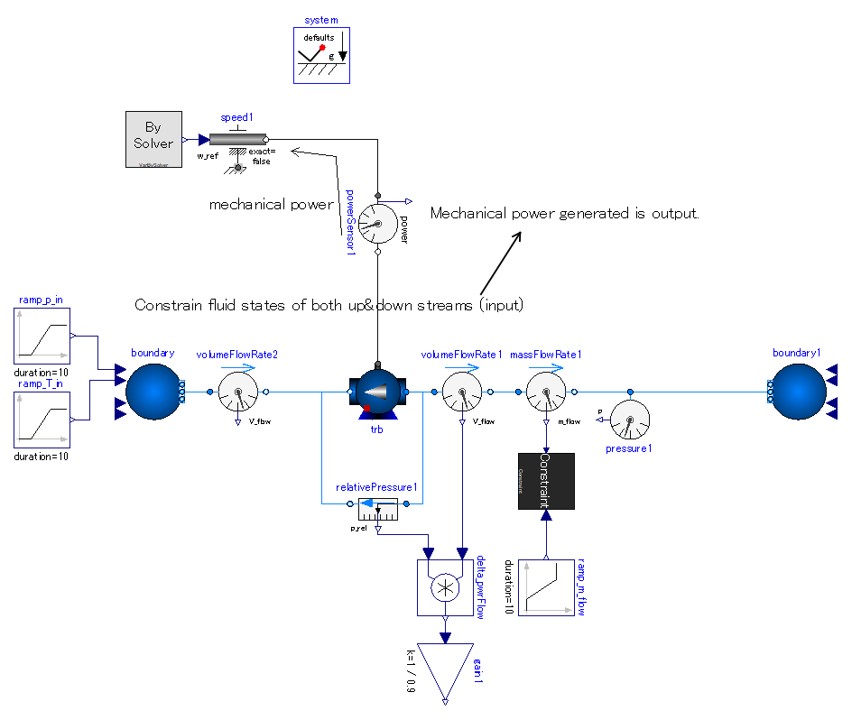 system
defaults
g
speed1
By
Solver
VarBySolver
w_ref
exact=
false
mechanical power
powerSensor1
power
Mechanical power generated is output.
Constrain fluid states of both up&down streams (input)
ramp_p_in
duration=10
ramp_T_in
duration=10
boundary
volumeFlowRate2
V_flow
trb
volumeFlowRate1
V_flow
massFlowRate1
m_flow
boundary1
p
pressure1
relativePressure1
p_rel
Constraint
Constraint
delta_pwrFlow
duration=10
ramp_m_flow
k=1 / 0.9
gain1